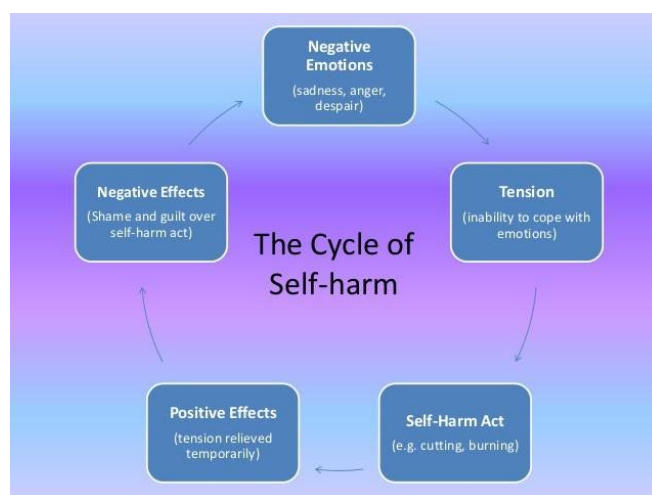 Negative
Emotions
(sadness, anger,
despair)
Tension
(inability to cope with
emotions)
Self-Harm Act
(e.g. cutting, burning)
Positive Effects
(tension relieved
temporarily)
Negative Effects
(Shame and guilt over
self-harm act)
The Cycle of
Self-harm